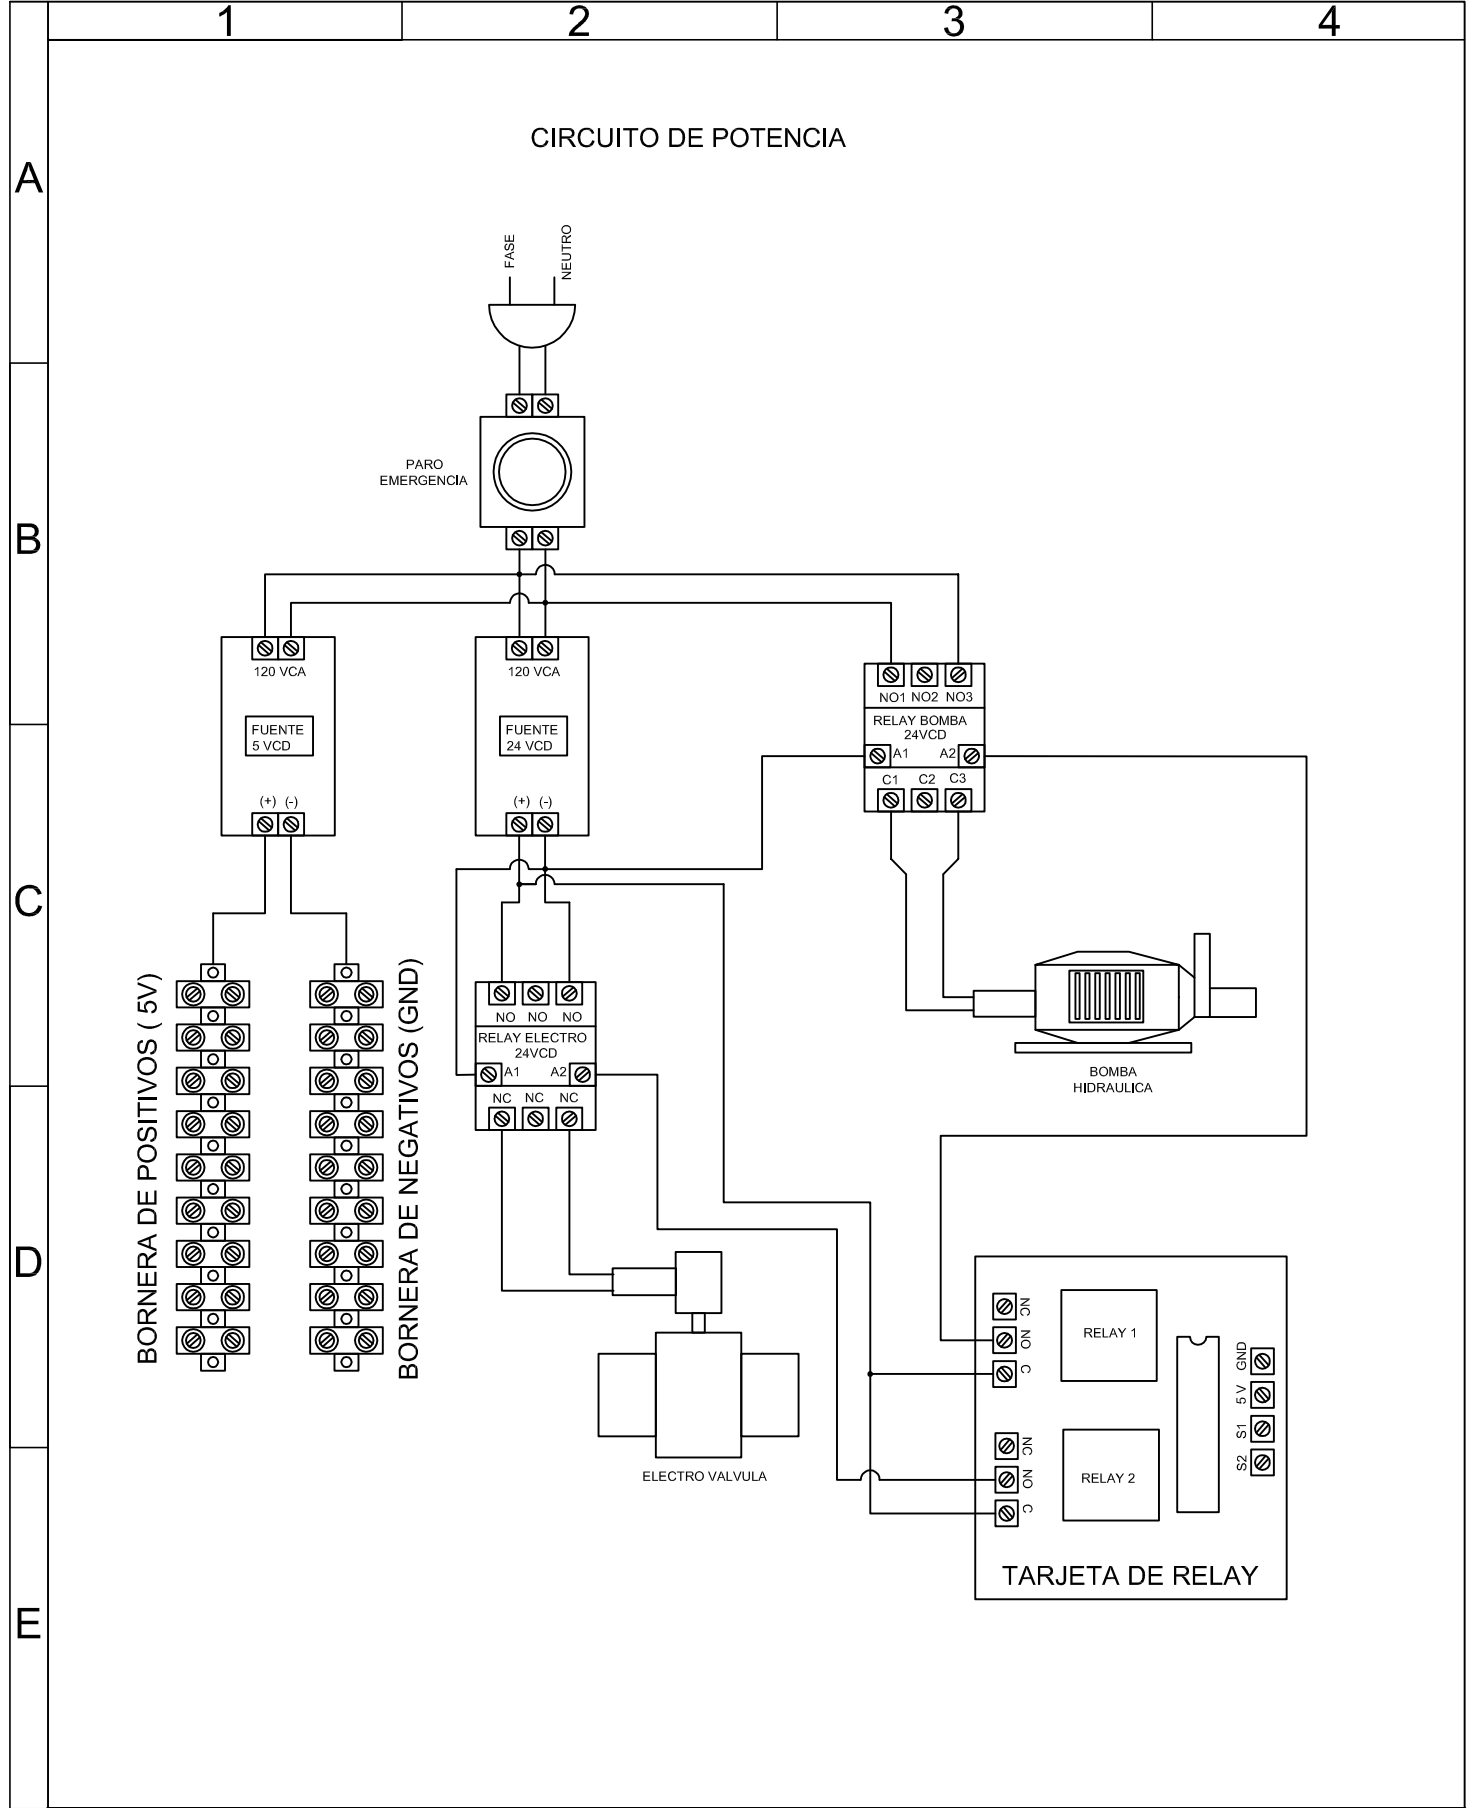 1 2 3 4
A
B
C
D
E
CIRCUITO DE POTENCIA
FASE
NEUTRO
PARO
EMERGENCIA
120 VCA
FUENTE
5 VCD
(+) (-)
120 VCA
FUENTE
24 VCD
(+) (-)
NO1 NO2 NO3
RELAY BOMBA
24VCD
A1 A2
C1 C2 C3
BORNERA DE POSITIVOS ( 5V)
BORNERA DE NEGATIVOS (GND)
NO NO NO
RELAY ELECTRO
24VCD
A1 A2
NC NC NC
BOMBA
HIDRAULICA
ELECTRO VALVULA
NC
NO
C
RELAY 1
NC
NO
C
RELAY 2
GND
5 V
S1
S2
TARJETA DE RELAY